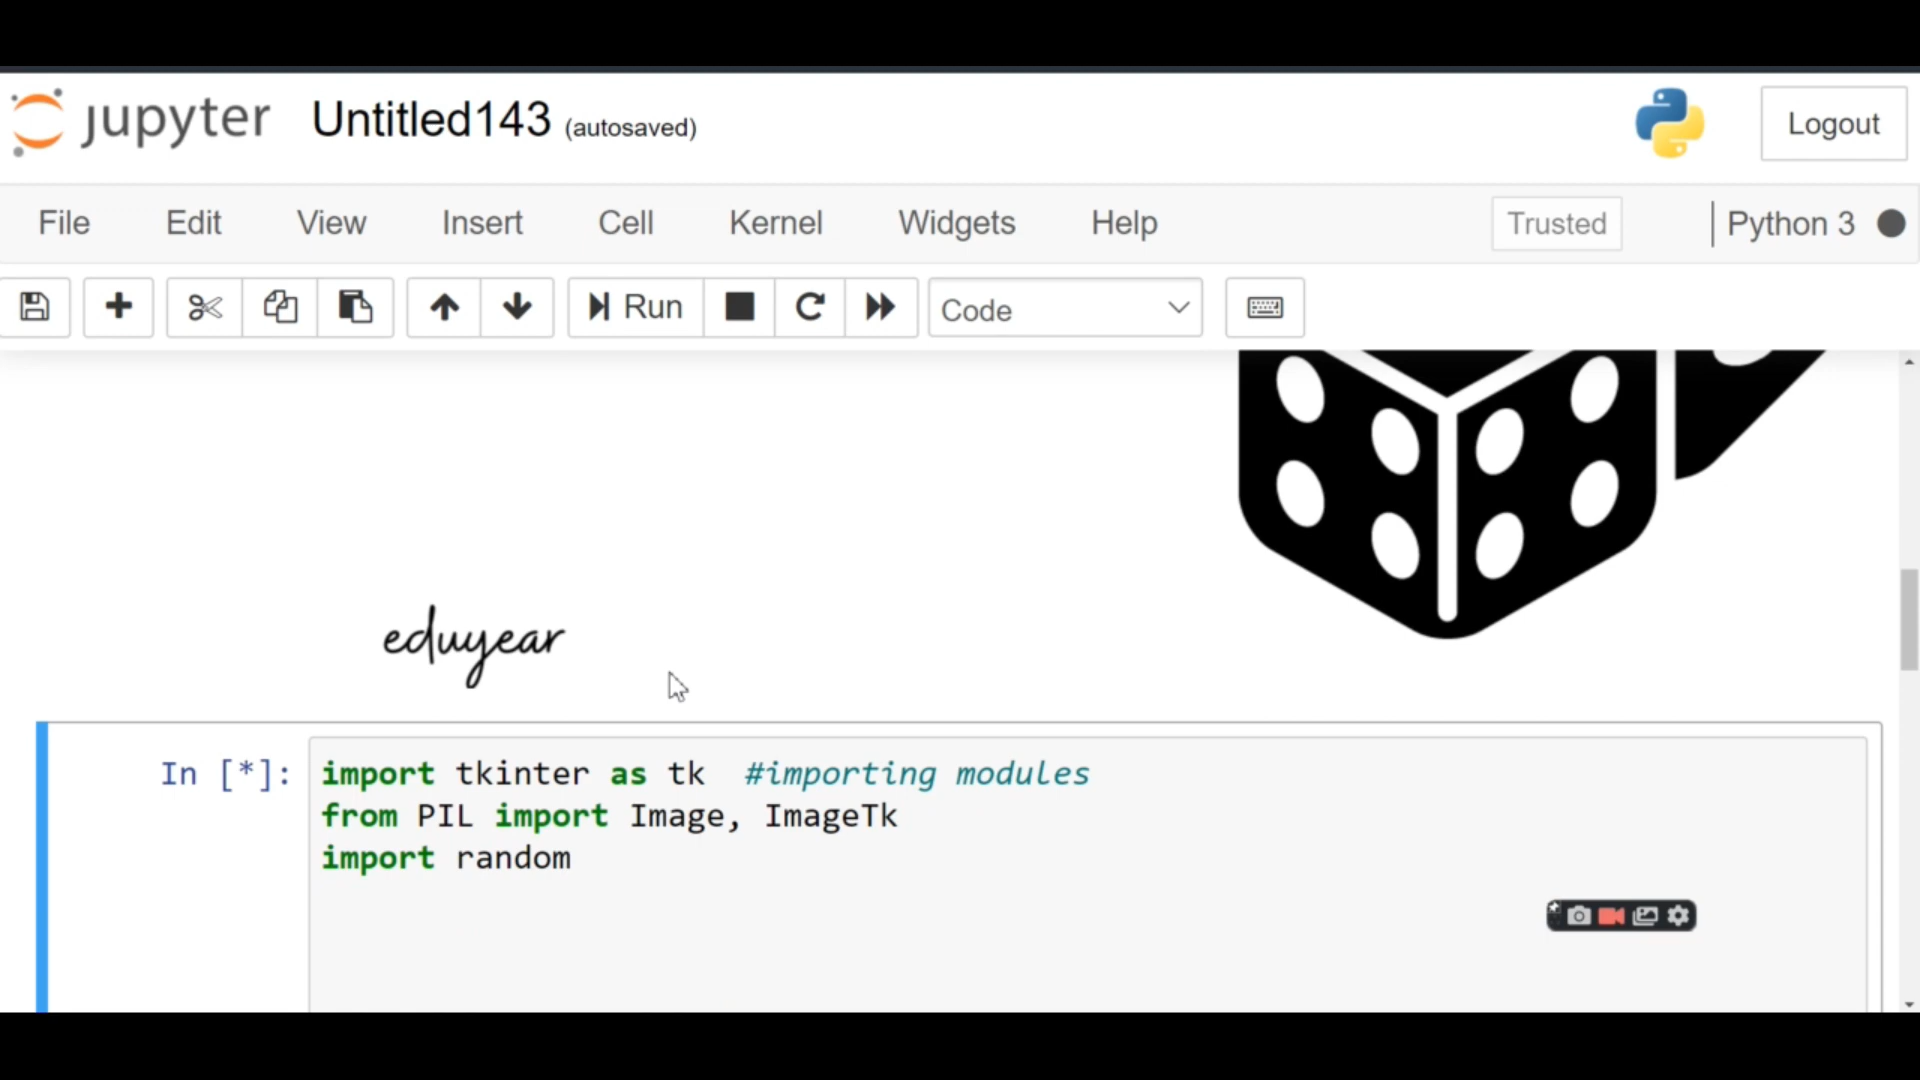 jupyter Untitled143 (autosaved) Logout
File Edit View Insert Cell Kernel Widgets Help Trusted Python 3
Run Code
eduyear
In [*]: import tkinter as tk #importing modules
from PIL import Image, ImageTk
import random